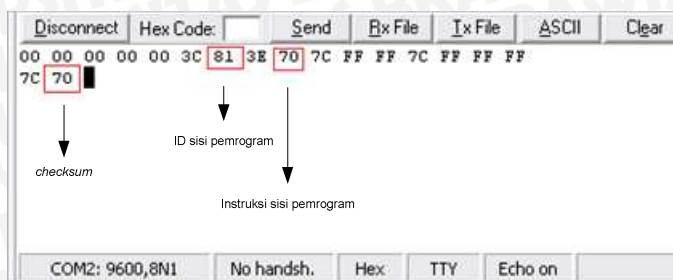 Disconnect Hex Code: Send Rx File Tx File ASCII Clear
00 00 00 00 00 3C 81 3E 70 7C FF FF 7C FF FF FF
7C 70
ID sisi pemrogram
checksum
Instruksi sisi pemrogram
COM2: 9600,8N1 No handsh. Hex TTY Echo on